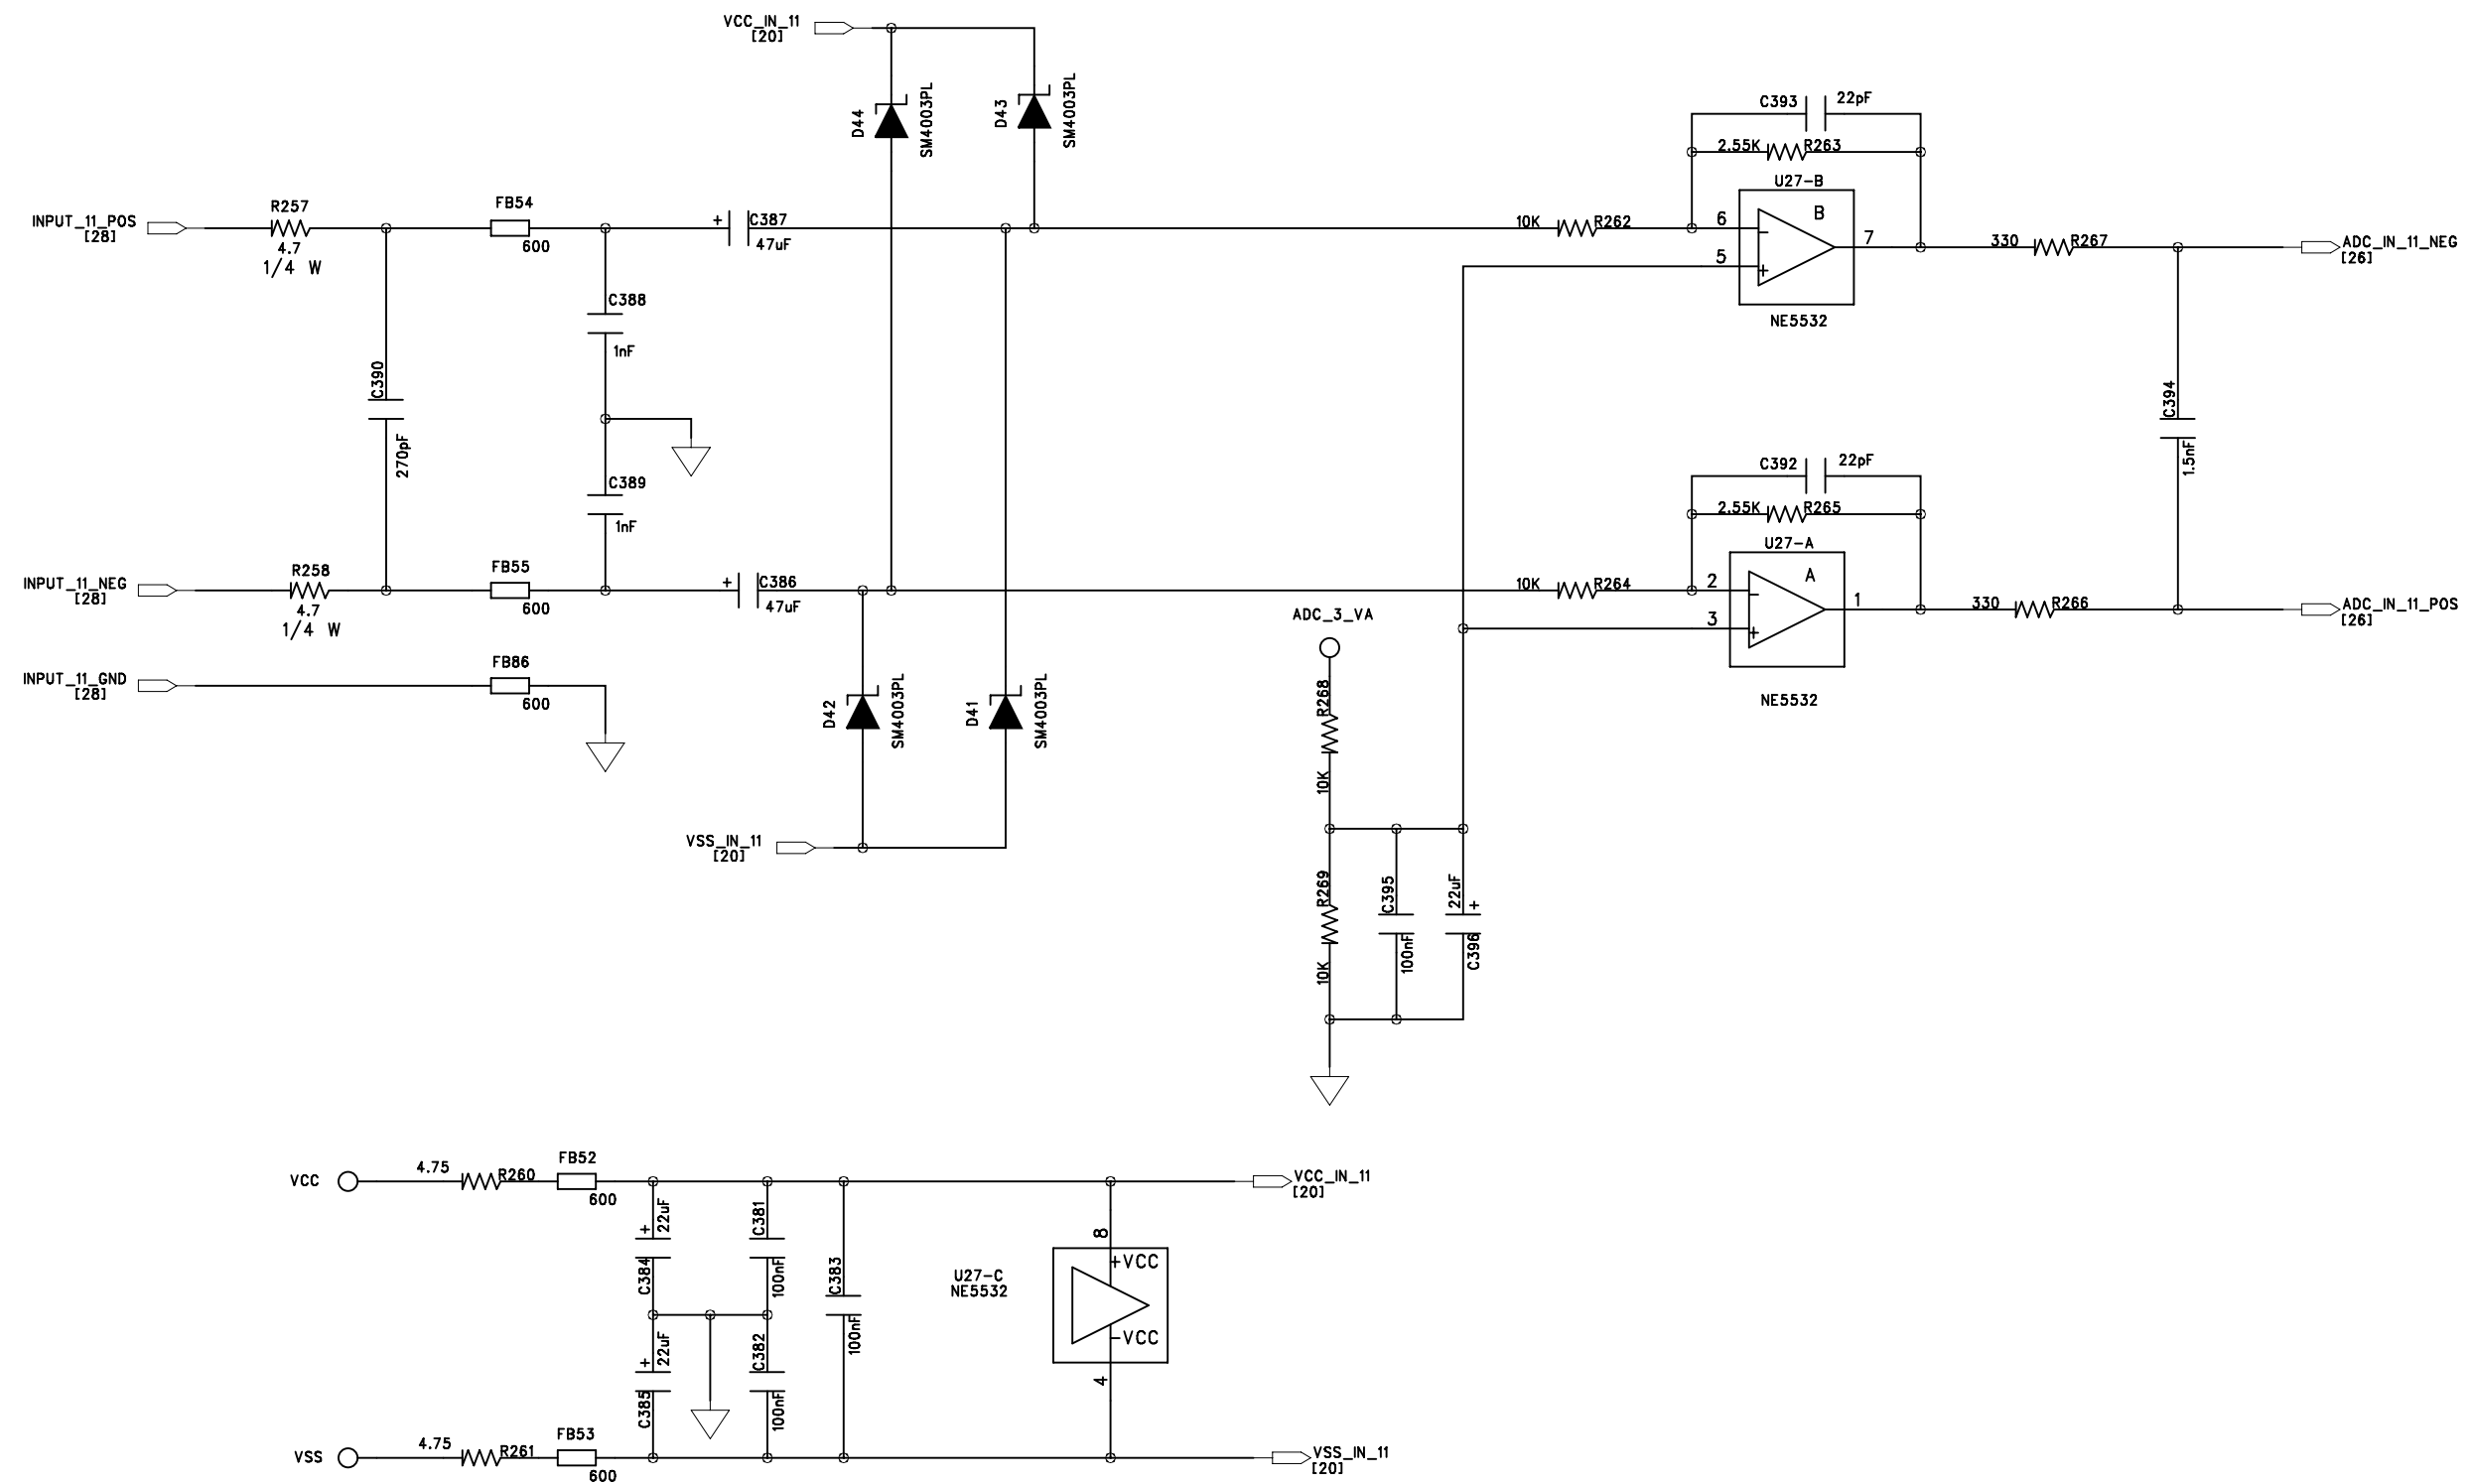 VCC_IN_11
[20]
D44
SM4003PL
D43
SM4003PL
C393
22pF
2.55K
R263
U27-B
B
INPUT_11_POS
[28]
R257
4.7
1/4 W
FB54
600
+
C387
47uF
10K
R262
6
5
−
+
7
330
R267
ADC_IN_11_NEG
[26]
NE5532
C388
1nF
C390
270pF
C394
1.5nF
C389
1nF
C392
22pF
2.55K
R265
U27-A
A
INPUT_11_NEG
[28]
R258
4.7
1/4 W
FB55
600
+
C386
47uF
10K
R264
2
3
−
+
1
330
R266
ADC_IN_11_POS
[26]
NE5532
ADC_3_VA
INPUT_11_GND
[28]
FB86
600
D42
SM4003PL
D41
SM4003PL
R268
10K
VSS_IN_11
[20]
R269
10K
C395
100nF
22uF
+
C396
VCC
4.75
R260
FB52
600
VCC_IN_11
[20]
+
22uF
C384
C381
100nF
C383
100nF
U27-C
NE5532
8
+VCC
−VCC
4
+
22uF
C385
C382
100nF
VSS
4.75
R261
FB53
600
VSS_IN_11
[20]